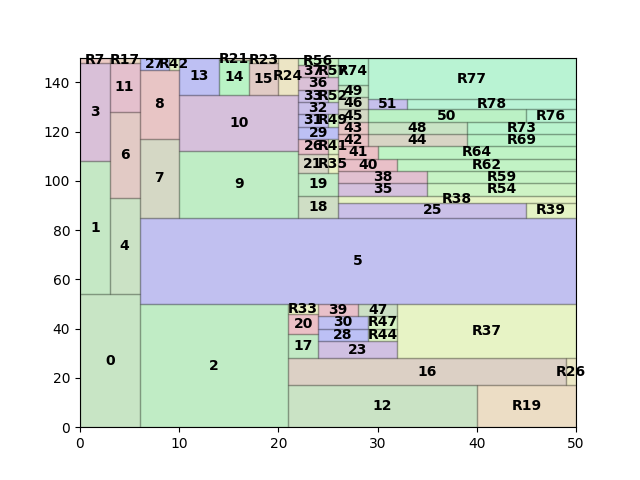 R7 R17 27 R42 R21 R23 R56
140 13 14 15 R24 37 R57 R74 R77
3 11 8 36 49
33 R52 46 51 R78
120 10 32 45 50 R76
31 R49 43 48 R73
6 29 42 44 R69
26 R41 41 R64
100 7 9 21 R35 40 R62
19 38 R59
35 R54
1 4 18 R38
80 25 R39
60 5
40 R33 39 47
20 30 R47 R37
28 R44
0 2 17 23
20 16 R26
12 R19
0
0 10 20 30 40 50